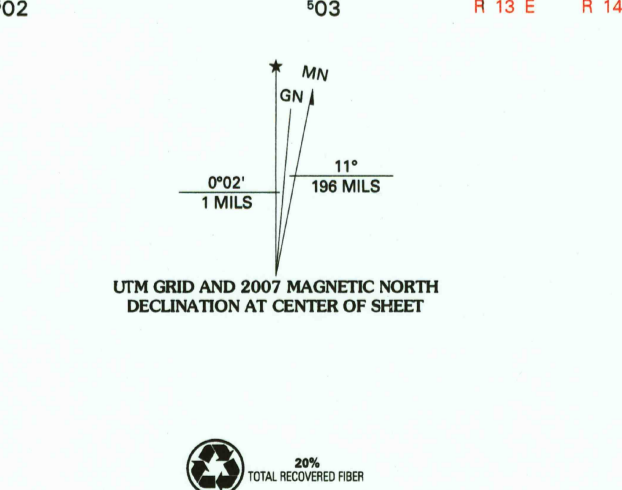 02 ⁵03 R 13 E R 14
MN
GN
11°
0°02'
196 MILS
1 MILS
UTM GRID AND 2007 MAGNETIC NORTH
DECLINATION AT CENTER OF SHEET
20%
TOTAL RECOVERED FIBER